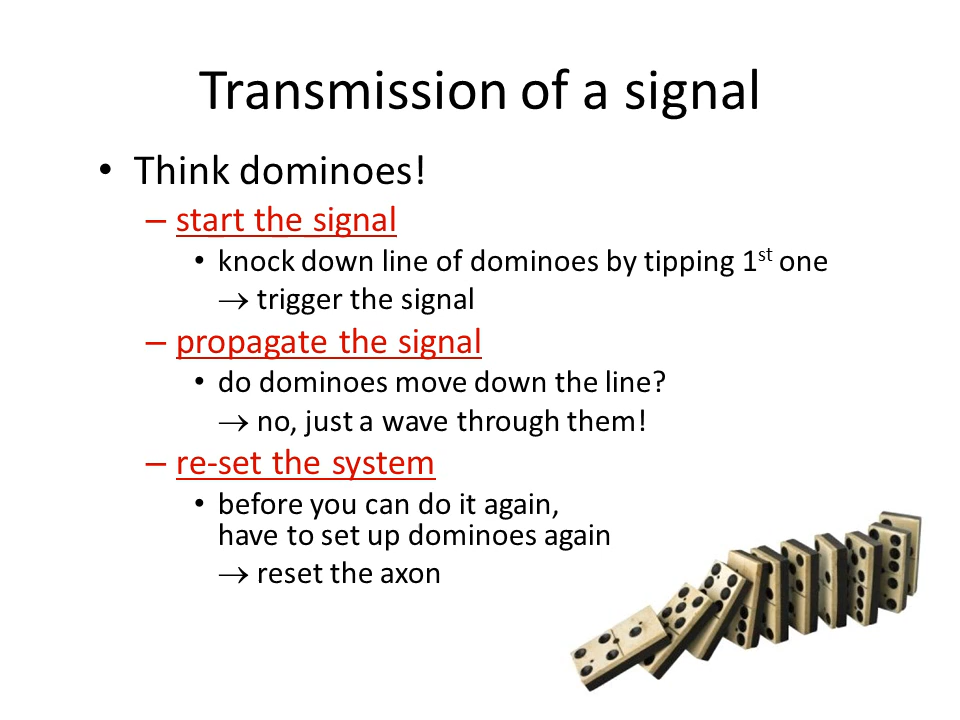 Transmission of a signal
• Think dominoes!
– start the signal
• knock down line of dominoes by tipping 1st one
→ trigger the signal
– propagate the signal
• do dominoes move down the line?
→ no, just a wave through them!
– re-set the system
• before you can do it again,
have to set up dominoes again
→ reset the axon